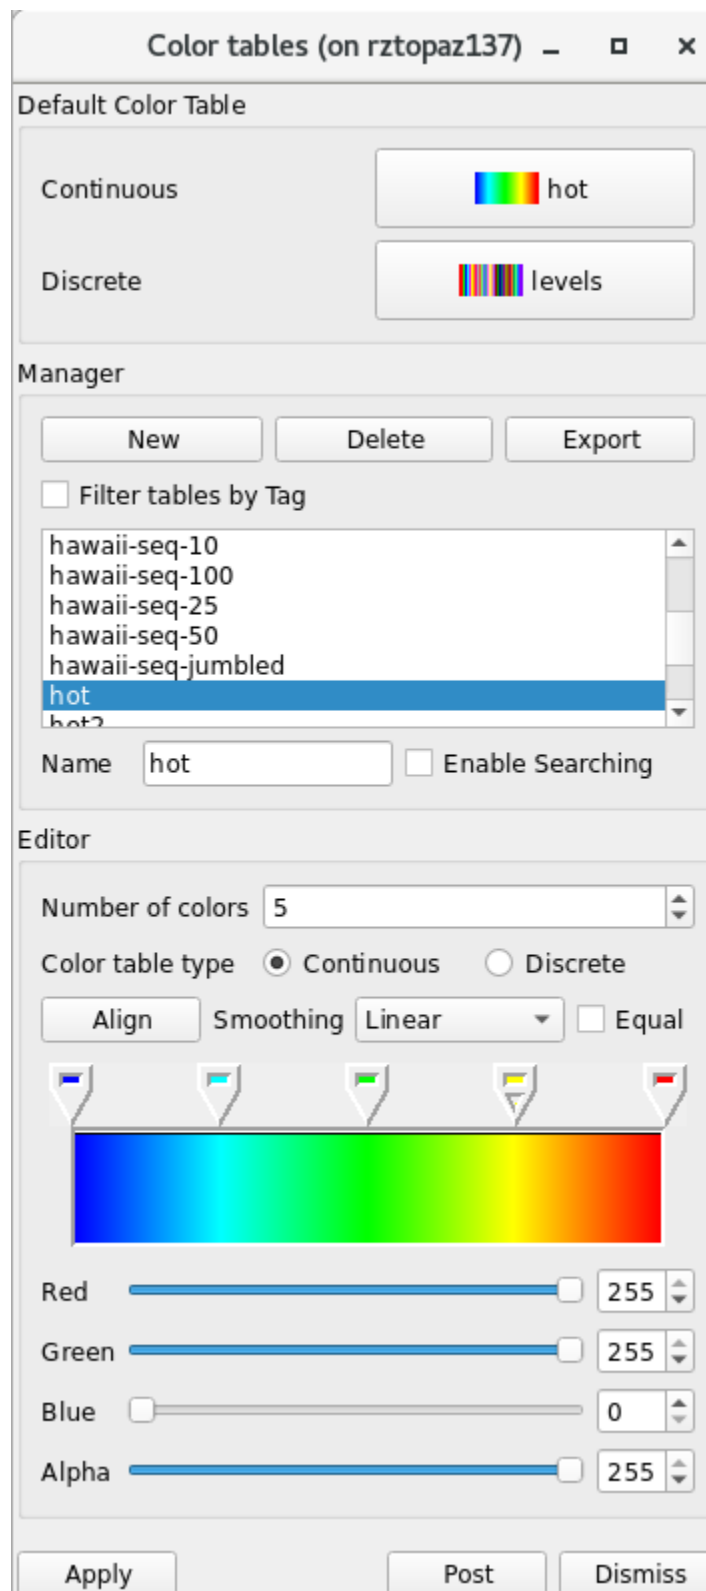 Color tables (on rztopaz137)
Default Color Table
Continuous hot
Discrete levels
Manager
New Delete Export
Filter tables by Tag
hawaii-seq-10
hawaii-seq-100
hawaii-seq-25
hawaii-seq-50
hawaii-seq-jumbled
hot
hot2
Name hot Enable Searching
Editor
Number of colors 5
Color table type Continuous Discrete
Align Smoothing Linear Equal
Red 255
Green 255
Blue 0
Alpha 255
Apply Post Dismiss